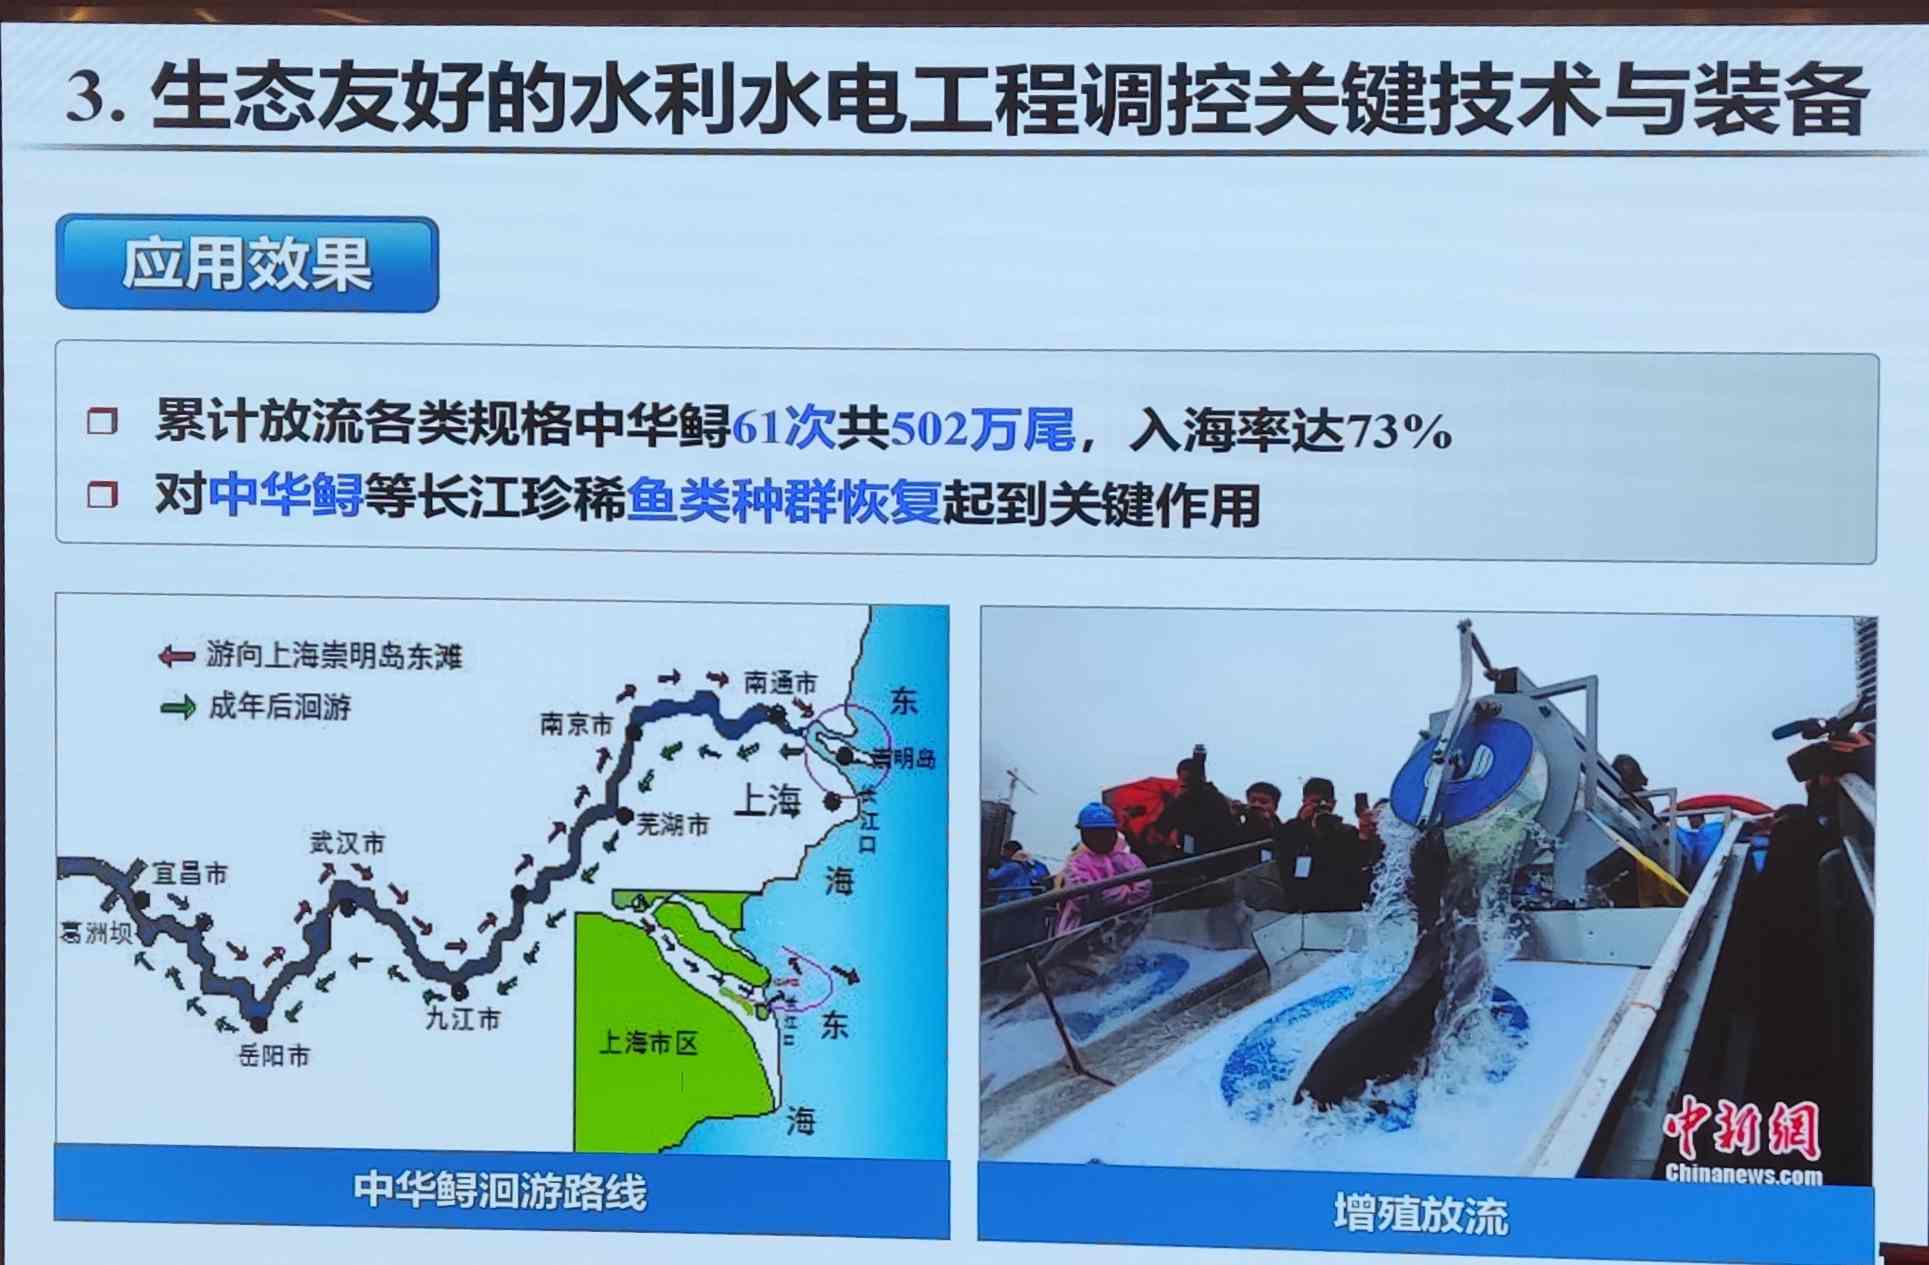 3. 生态友好的水利水电工程调控关键技术与装备
应用效果
累计放流各类规格中华鲟61次共502万尾，入海率达73%
对中华鲟等长江珍稀鱼类种群恢复起到关键作用
游向上海崇明岛东滩
成年后洄游
南通市
南京市
东
崇明岛
上海
长江口
芜湖市
武汉市
海
宜昌市
葛洲坝
九江市
岳阳市
上海市区
东
海
中新網
Chinanews.com
中华鲟洄游路线
增殖放流